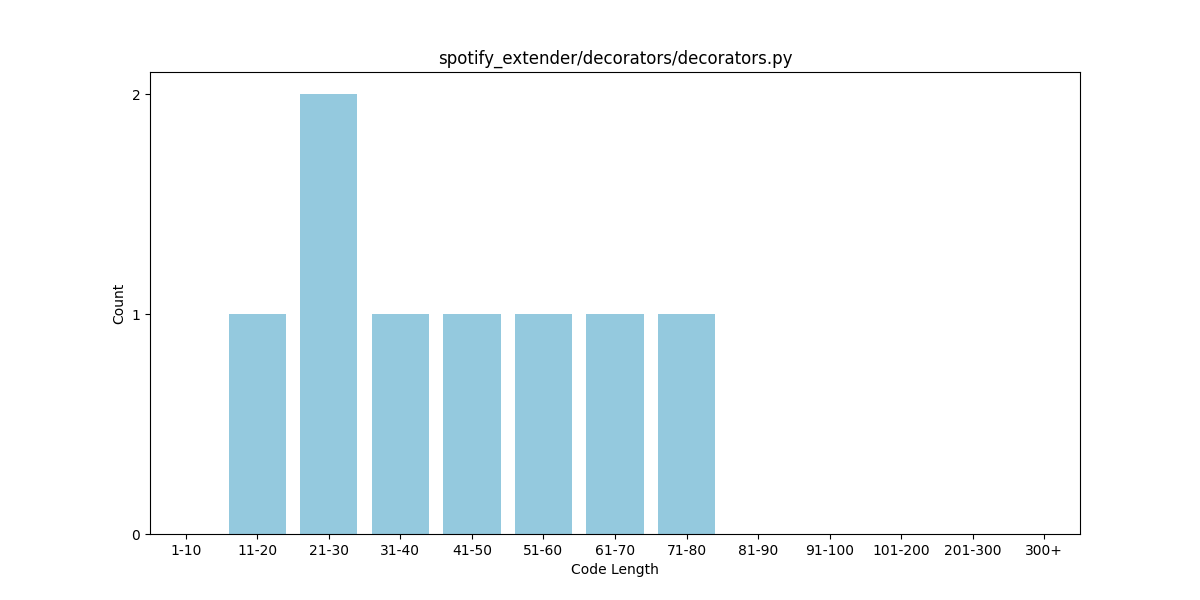 spotify_extender/decorators/decorators.py
2
1
0
Count
1-10 11-20 21-30 31-40 41-50 51-60 61-70 71-80 81-90 91-100 101-200 201-300 300+
Code Length